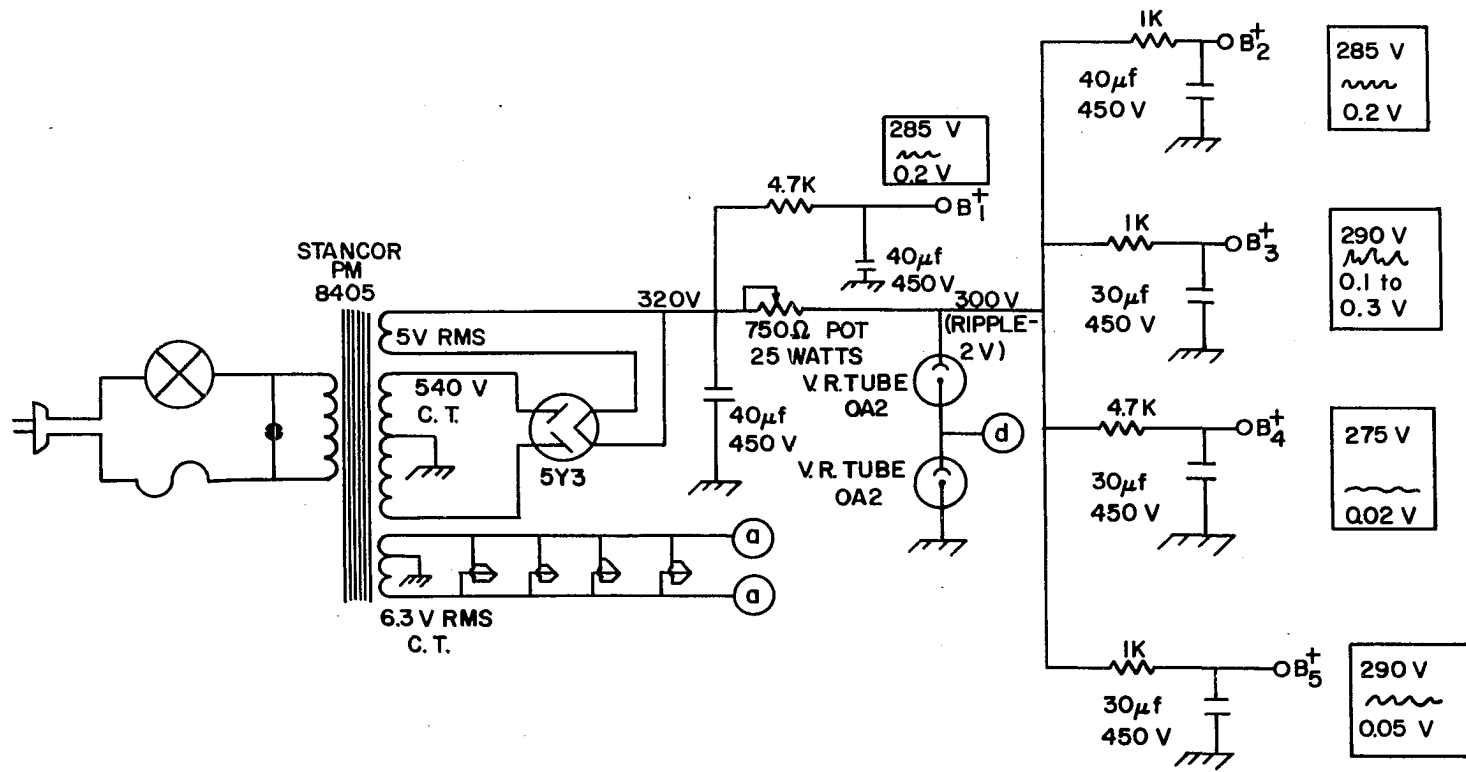 STANCOR
PM
8405
5V RMS
540 V
C. T.
5Y3
6.3 V RMS
C. T.
a
a
320V
40µf
450 V
4.7K
B1+
285 V
0.2 V
40µf
450V
750Ω POT
25 WATTS
300V
(RIPPLE-
2V)
V. R. TUBE
OA2
d
V. R. TUBE
OA2
1K
B2+
40µf
450V
285 V
0.2 V
1K
B3+
30µf
450 V
290 V
0.1 to
0.3 V
4.7K
B4+
30µf
450 V
275 V
0.02 V
1K
B5+
30µf
450 V
290 V
0.05 V